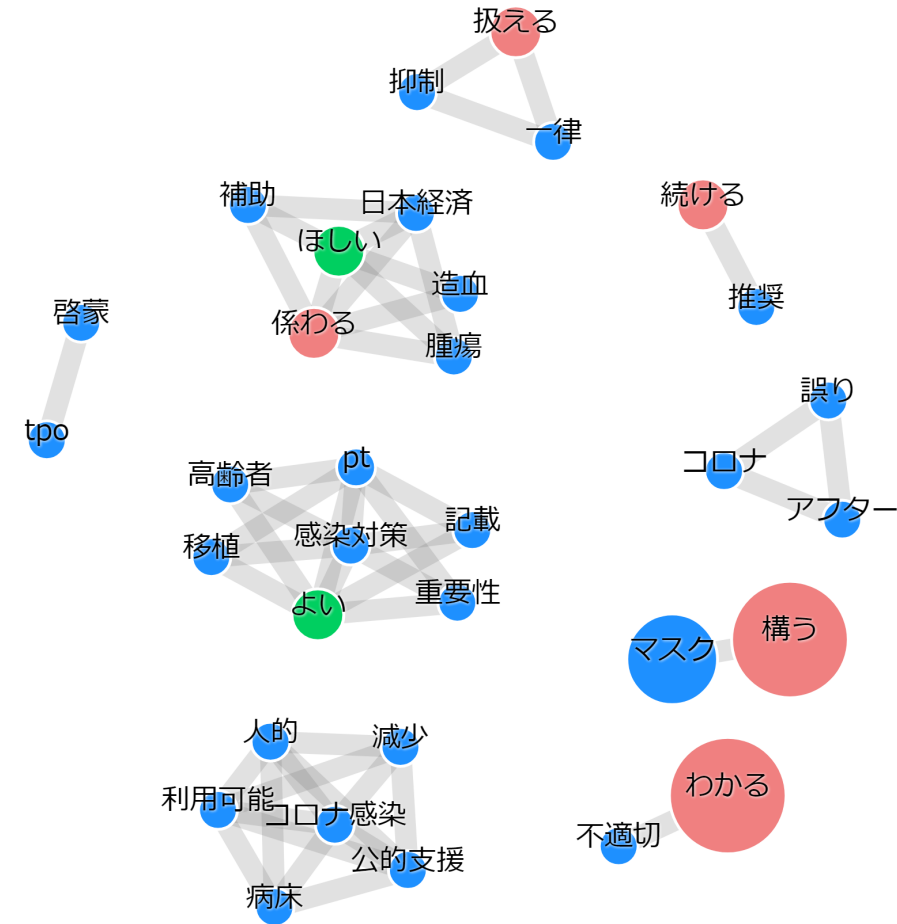 扱える
抑制
一律
補助
日本経済
ほしい
造血
係わる
腫瘍
続ける
推奨
啓蒙
tpo
誤り
コロナ
アフター
高齢者
pt
移植
感染対策
記載
重要性
よい
マスク
構う
人的
減少
利用可能
コロナ感染
公的支援
病床
わかる
不適切